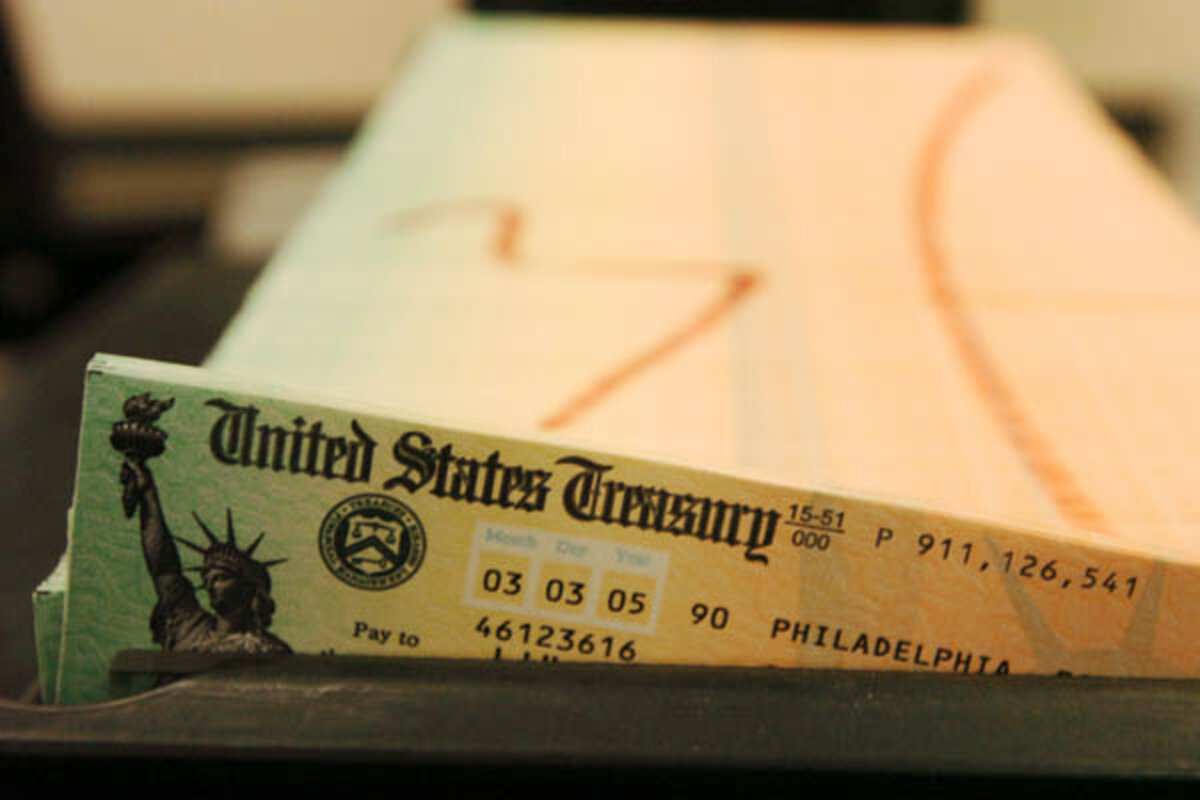 United States Treasury 15-51 P 911,126,541
000
Month Day Year
03 03 05 90 PHILADELPHIA
Pay to 46123616